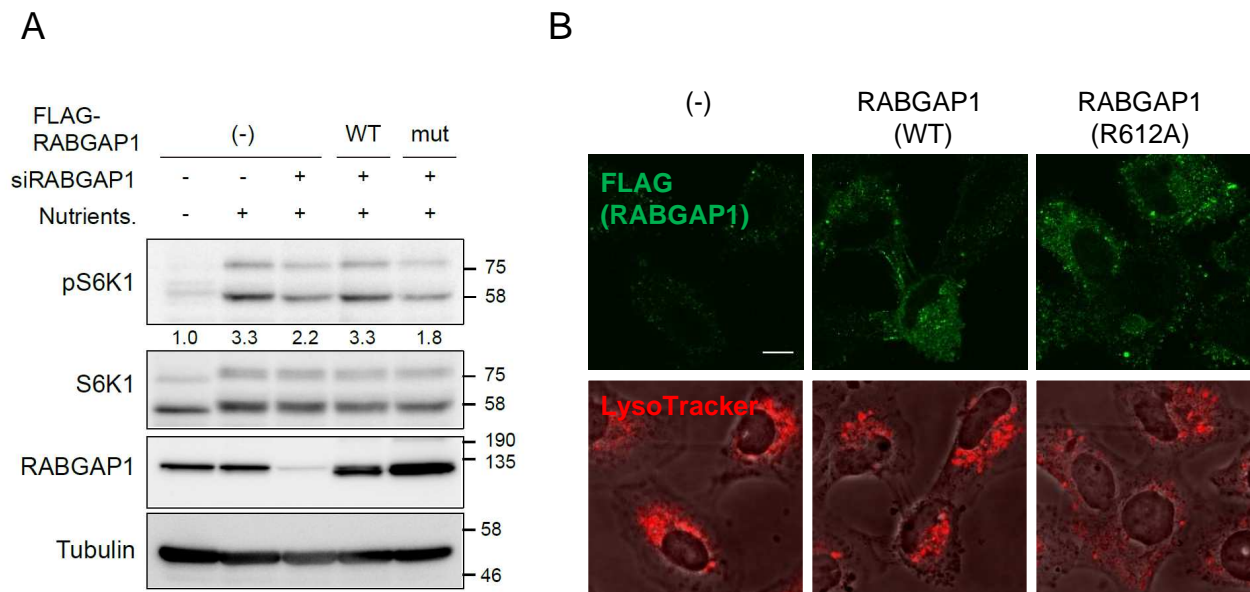 A
FLAG-
RABGAP1
(-) WT mut
siRABGAP1 - - + + +
Nutrients. - + + + +
pS6K1
75
58
1.0 3.3 2.2 3.3 1.8
S6K1
75
58
RABGAP1
190
135
Tubulin
58
46
B
(-)
RABGAP1
(WT)
RABGAP1
(R612A)
FLAG
(RABGAP1)
LysoTracker